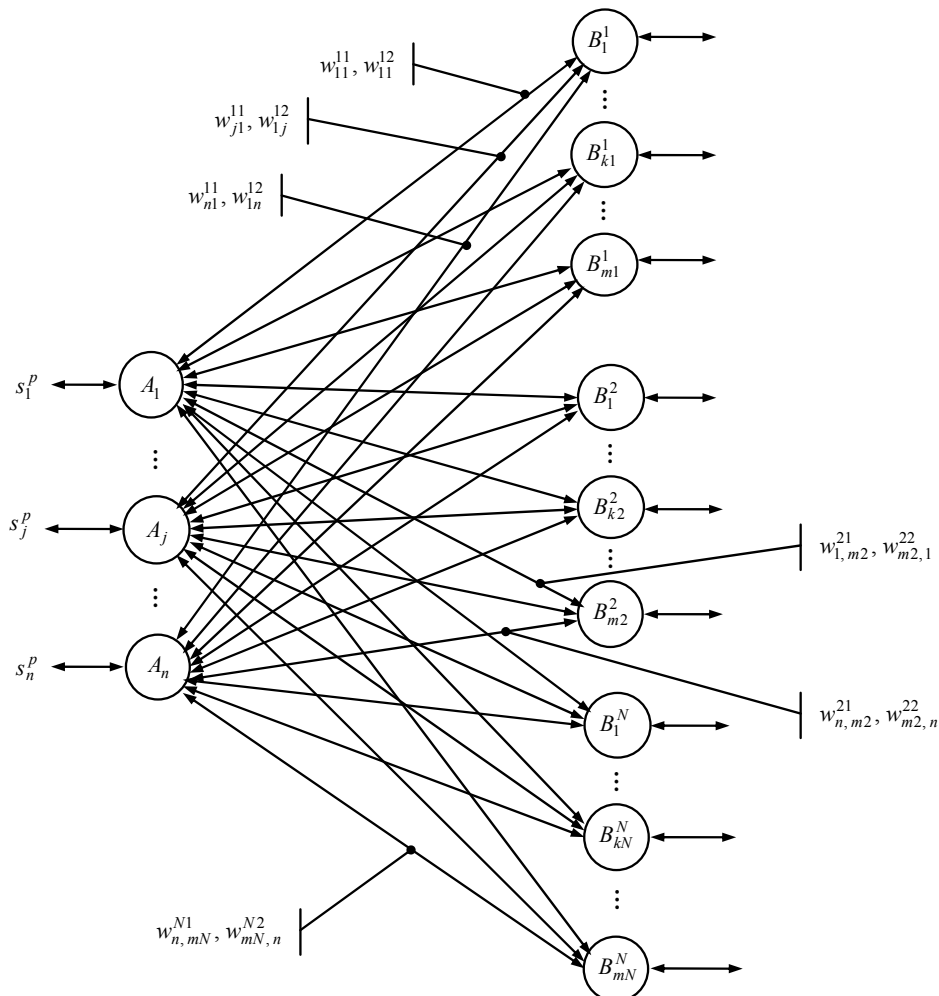 B_1^1
w_{11}^{11}, w_{11}^{12}
⋮
w_{j1}^{11}, w_{1j}^{12}
B_{k1}^1
w_{n1}^{11}, w_{1n}^{12}
⋮
B_{m1}^1
s_1^p
A_1
B_1^2
⋮
⋮
s_j^p
A_j
B_{k2}^2
w_{1,m2}^{21}, w_{m2,1}^{22}
⋮
⋮
B_{m2}^2
s_n^p
A_n
B_1^N
w_{n,m2}^{21}, w_{m2,n}^{22}
⋮
B_{kN}^N
⋮
w_{n,mN}^{N1}, w_{mN,n}^{N2}
B_{mN}^N